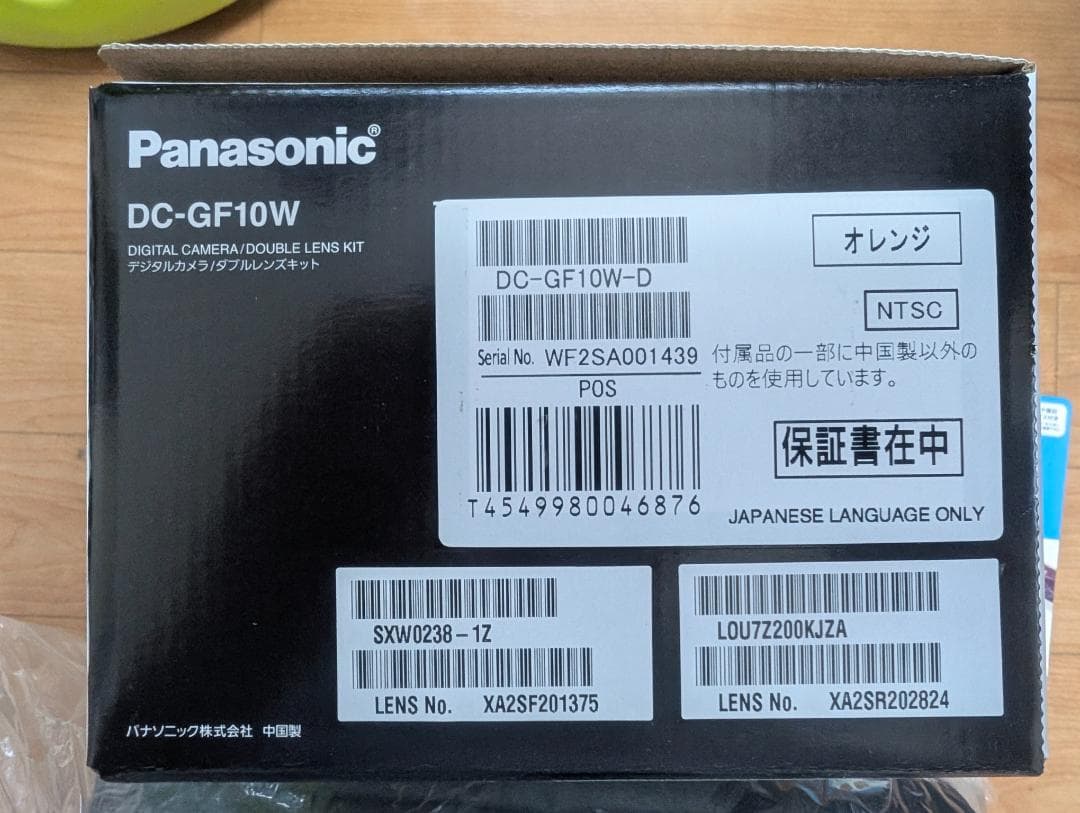 Panasonic®
DC-GF10W
DIGITAL CAMERA/DOUBLE LENS KIT
デジタルカメラ/ダブルレンズキット
DC-GF10W-D
オレンジ
NTSC
Serial No. WF2SA001439
付属品の一部に中国製以外の
ものを使用しています。
POS
保証書在中
T4549980046876
JAPANESE LANGUAGE ONLY
SXW0238-1Z
LENS No. XA2SF201375
LOU7Z200KJZA
LENS No. XA2SR202824
パナソニック株式会社 中国製